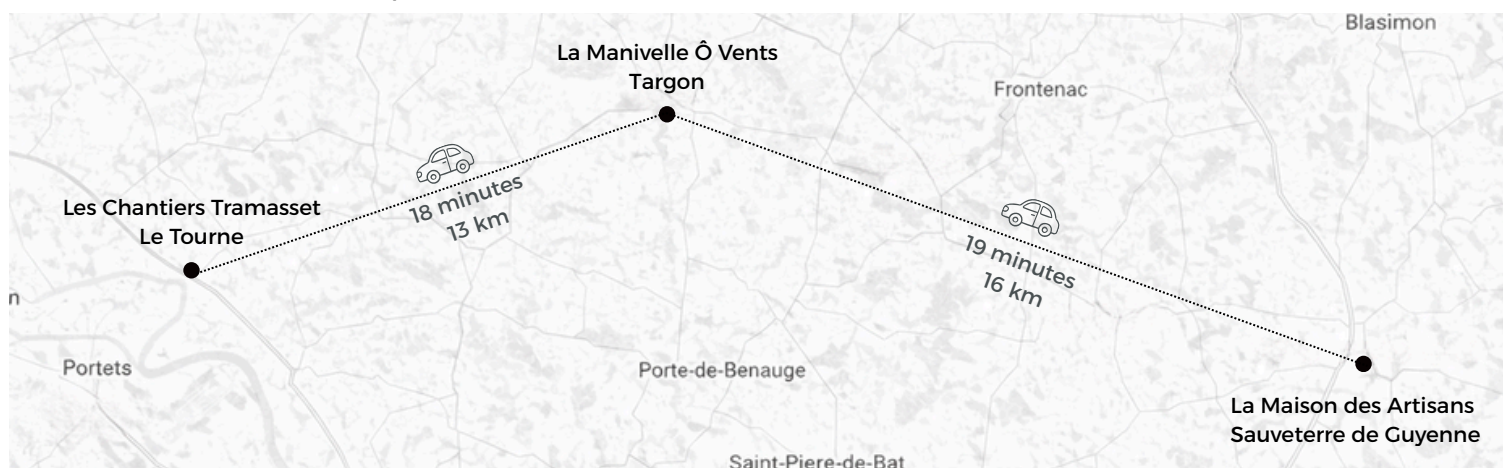 Blasimon
La Manivelle Ô Vents
Targon
Frontenac
Les Chantiers Tramasset
Le Tourne
18 minutes
13 km
19 minutes
16 km
n
Portets
Porte-de-Benauge
La Maison des Artisans
Sauveterre de Guyenne
Saint-Piere-de-Bat